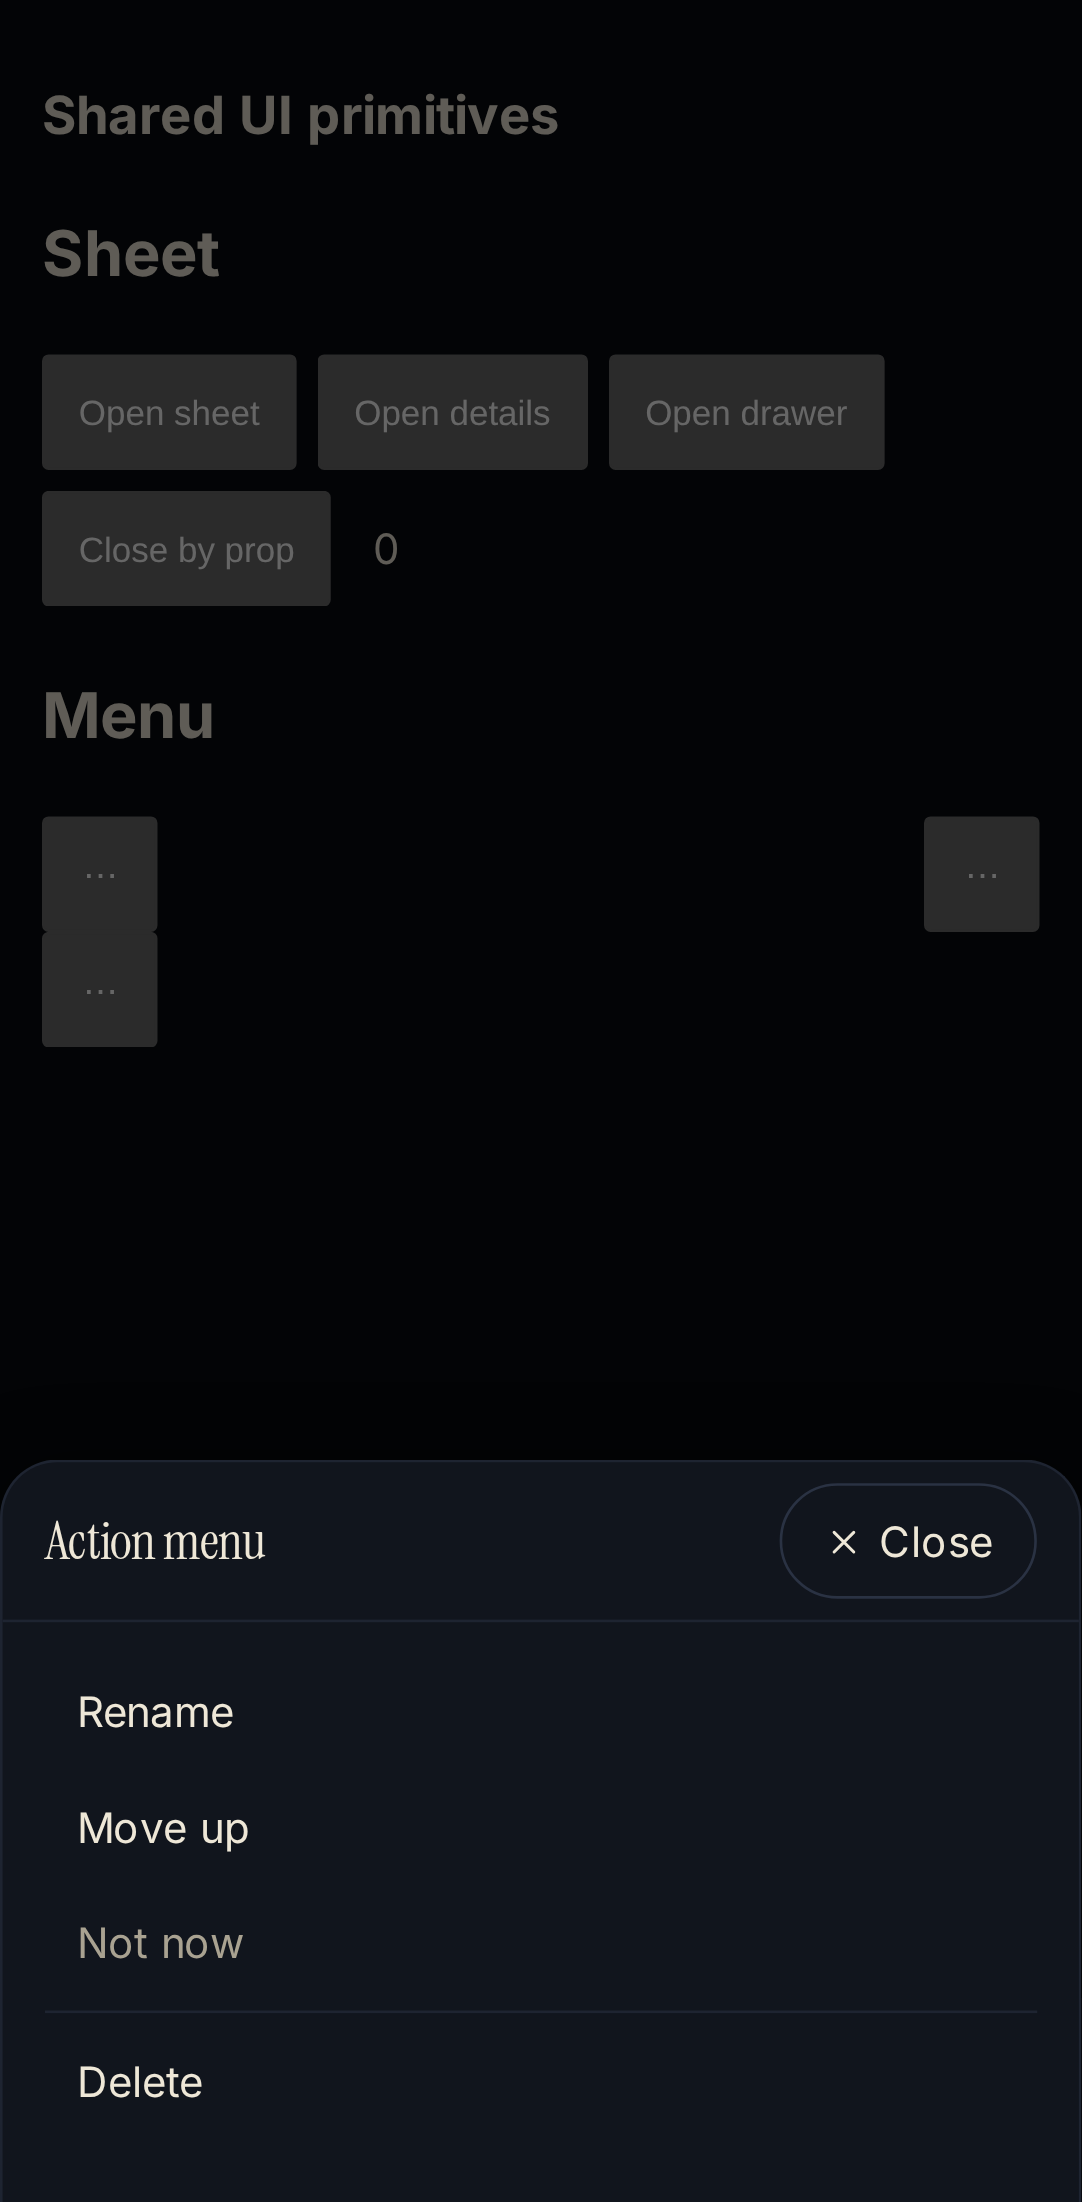 Shared UI primitives
Sheet
Open sheet Open details Open drawer
Close by prop 0
Menu
... ...
...
Action menu × Close
Rename
Move up
Not now
Delete